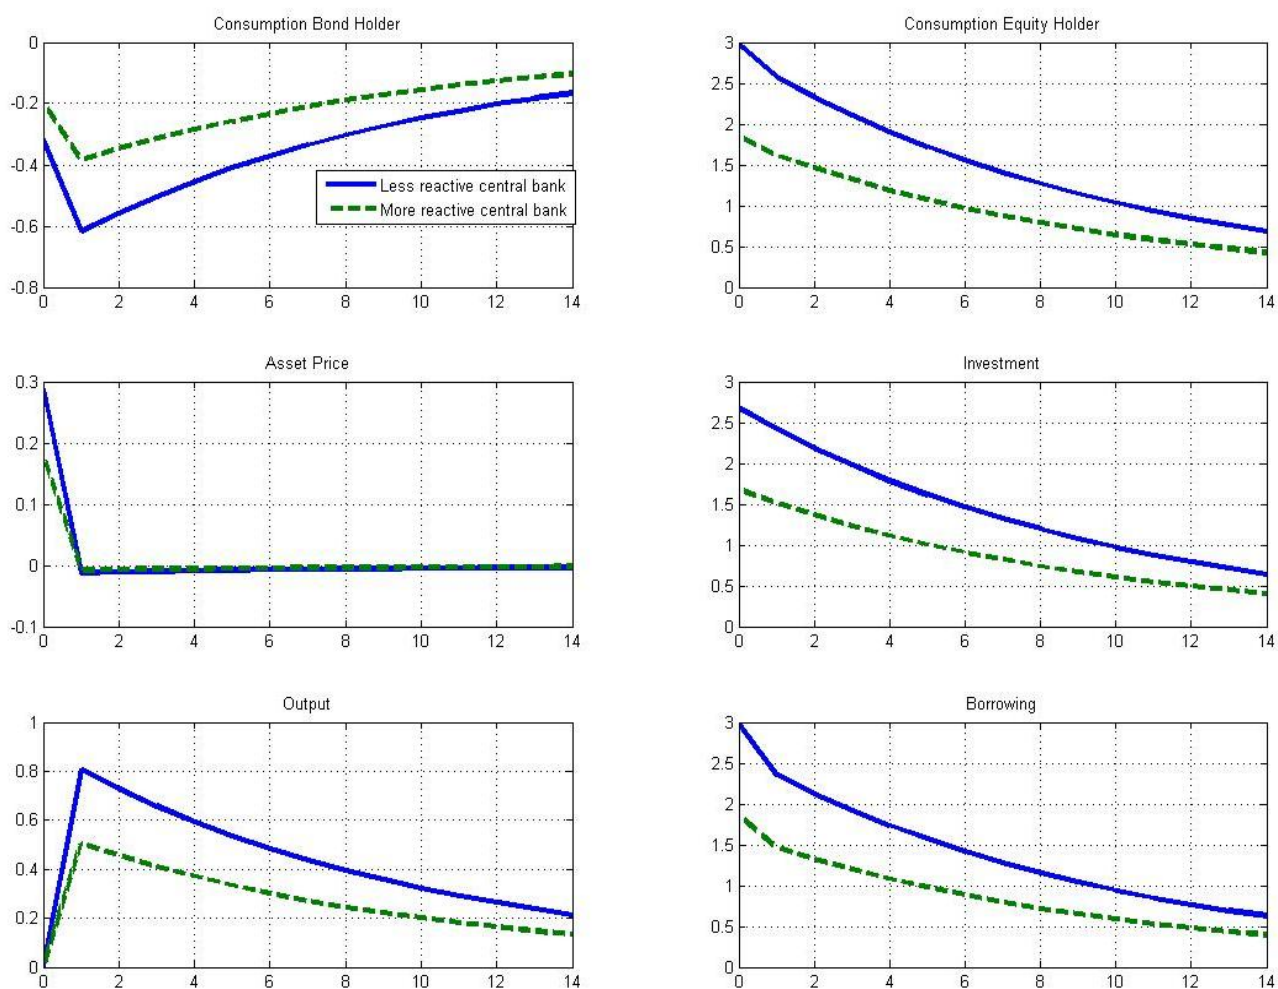 Consumption Bond Holder
0
-0.2
-0.4
-0.6
-0.8
0 2 4 6 8 10 12 14
Less reactive central bank
More reactive central bank
Consumption Equity Holder
3
2.5
2
1.5
1
0.5
0
0 2 4 6 8 10 12 14
Asset Price
0.3
0.2
0.1
0
-0.1
0 2 4 6 8 10 12 14
Investment
3
2.5
2
1.5
1
0.5
0
0 2 4 6 8 10 12 14
Output
1
0.8
0.6
0.4
0.2
0
0 2 4 6 8 10 12 14
Borrowing
3
2.5
2
1.5
1
0.5
0
0 2 4 6 8 10 12 14